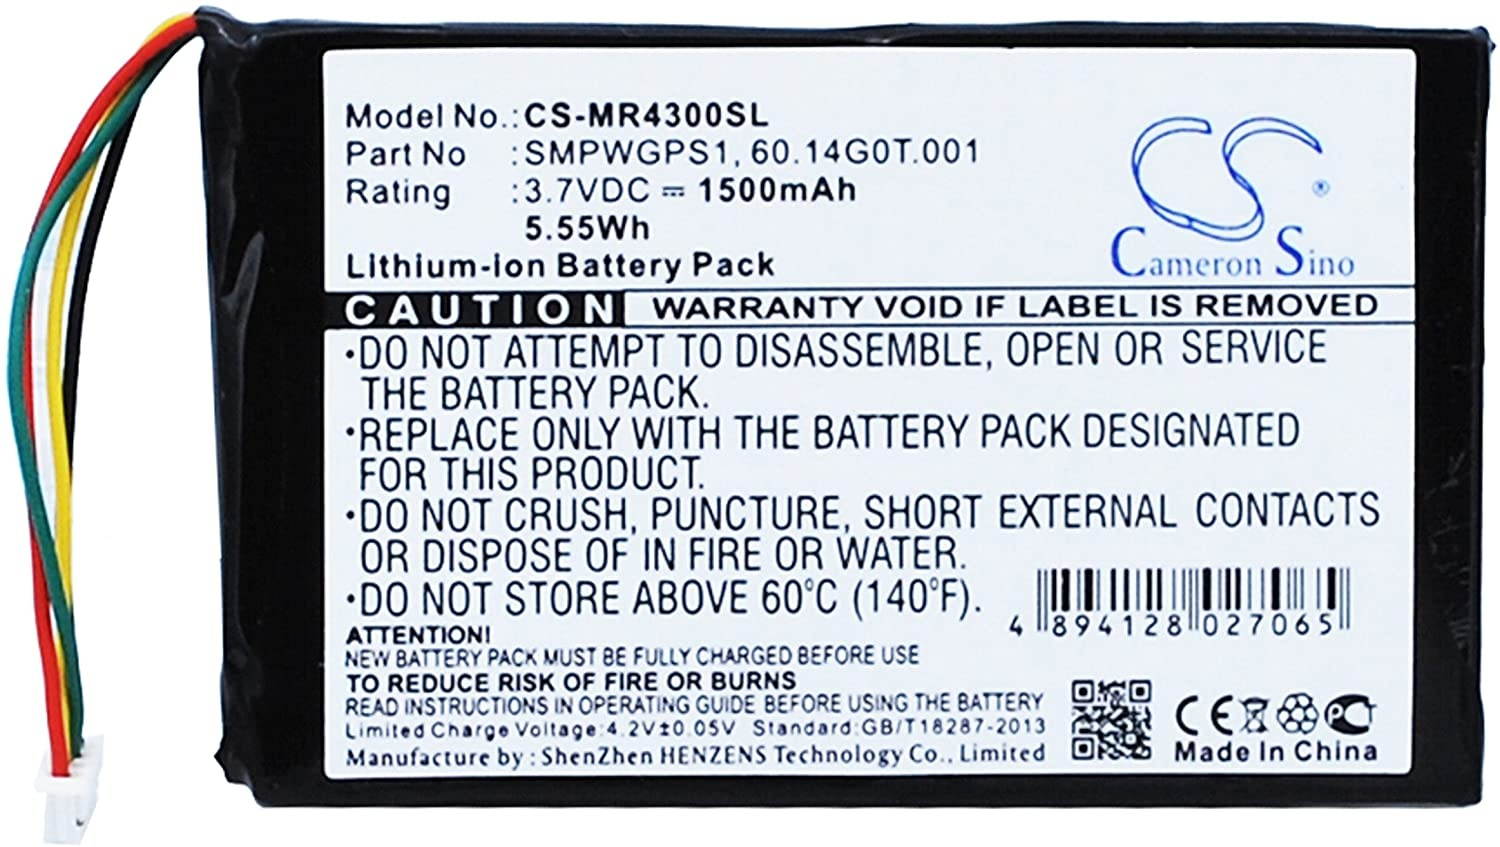 Model No.:CS-MR4300SL
Part No :SMPWGPS1, 60.14G0T.001
Rating :3.7VDC ⎓ 1500mAh
5.55Wh
Lithium-ion Battery Pack
CS®
Cameron Sino
CAUTION WARRANTY VOID IF LABEL IS REMOVED
•DO NOT ATTEMPT TO DISASSEMBLE, OPEN OR SERVICE
THE BATTERY PACK.
•REPLACE ONLY WITH THE BATTERY PACK DESIGNATED
FOR THIS PRODUCT.
•DO NOT CRUSH, PUNCTURE, SHORT EXTERNAL CONTACTS
OR DISPOSE OF IN FIRE OR WATER.
•DO NOT STORE ABOVE 60°C (140°F).
4 894128 027065
ATTENTION!
NEW BATTERY PACK MUST BE FULLY CHARGED BEFORE USE
TO REDUCE RISK OF FIRE OR BURNS
READ INSTRUCTIONS IN OPERATING GUIDE BEFORE USING THE BATTERY
Limited Charge Voltage:4.2V±0.05V Standard:GB/T18287-2013
Manufacture by : ShenZhen HENZENS Technology Co., Limited
CE PCT
Made In China